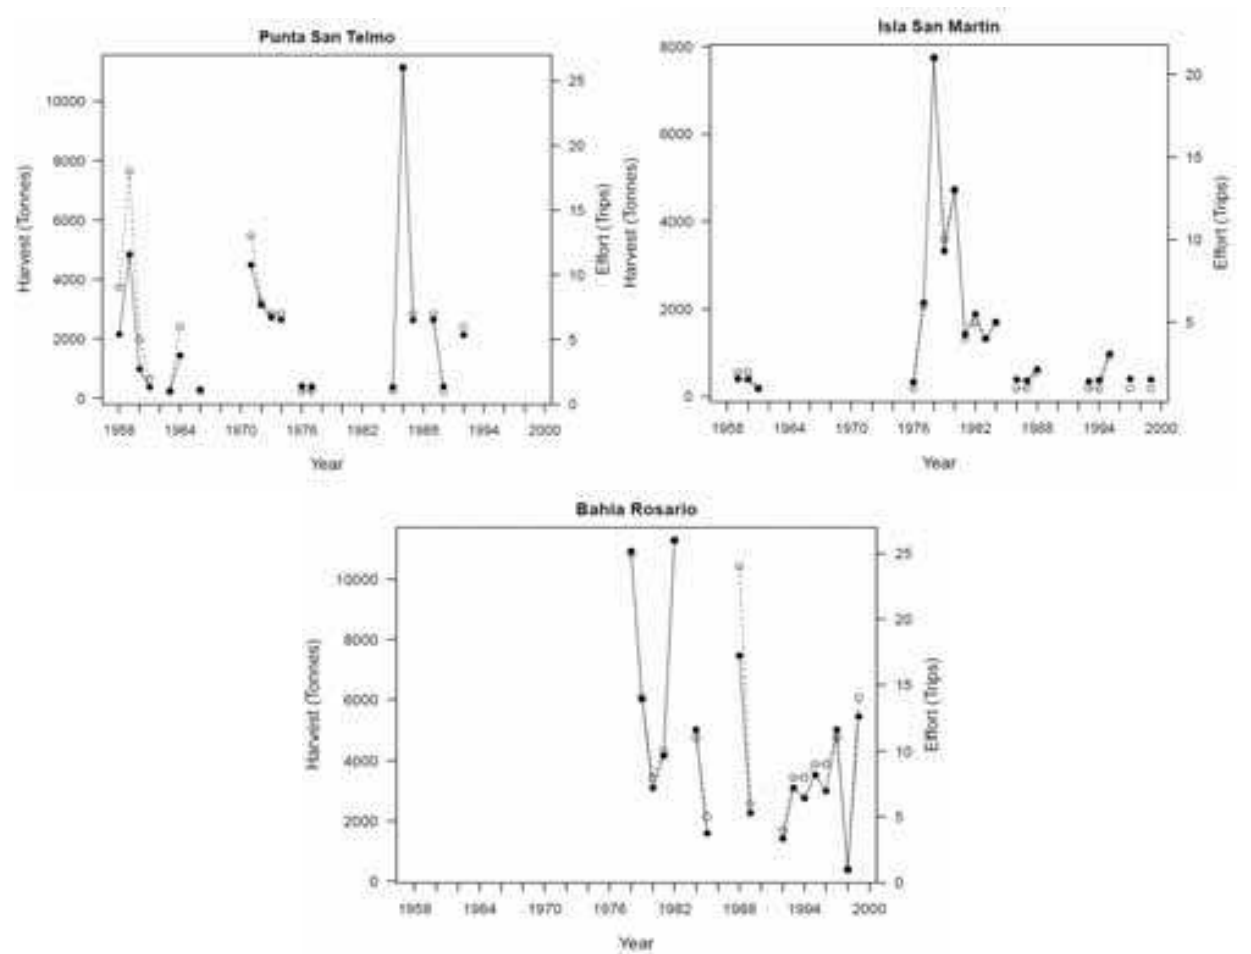 Punta San Telmo
Harvest (Tonnes)
10000
8000
6000
4000
2000
0
25
20
15
10
5
0
Effort (Trips)
1958 1964 1970 1976 1982 1988 1994 2000
Year
Isla San Martin
Harvest (Tonnes)
8000
6000
4000
2000
0
20
15
10
5
Effort (Trips)
1958 1964 1970 1976 1982 1988 1994 2000
Year
Bahia Rosario
Harvest (Tonnes)
10000
8000
6000
4000
2000
0
25
20
15
10
5
0
Effort (Trips)
1958 1964 1970 1976 1982 1988 1994 2000
Year